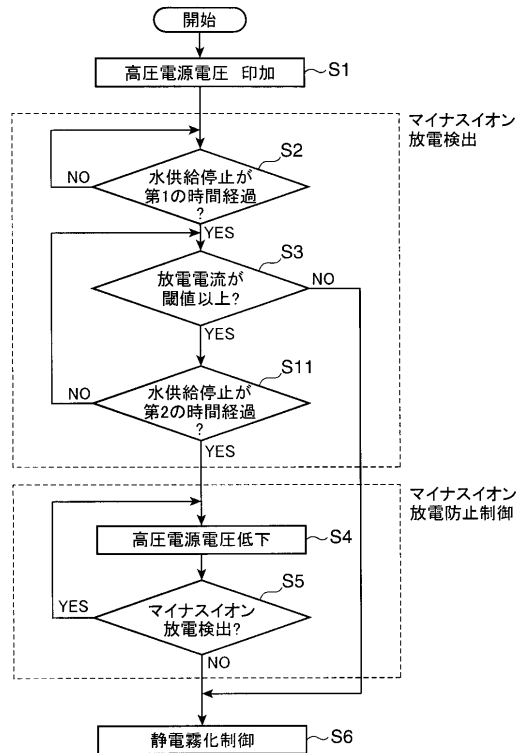 開始
高圧電源電圧 印加
S1
マイナスイオン
放電検出
S2
水供給停止が
第1の時間経過
?
NO
YES
S3
放電電流が
閾値以上?
NO
YES
S11
水供給停止が
第2の時間経過
?
NO
YES
マイナスイオン
放電防止制御
高圧電源電圧低下
S4
S5
マイナスイオン
放電検出?
YES
NO
静電霧化制御
S6